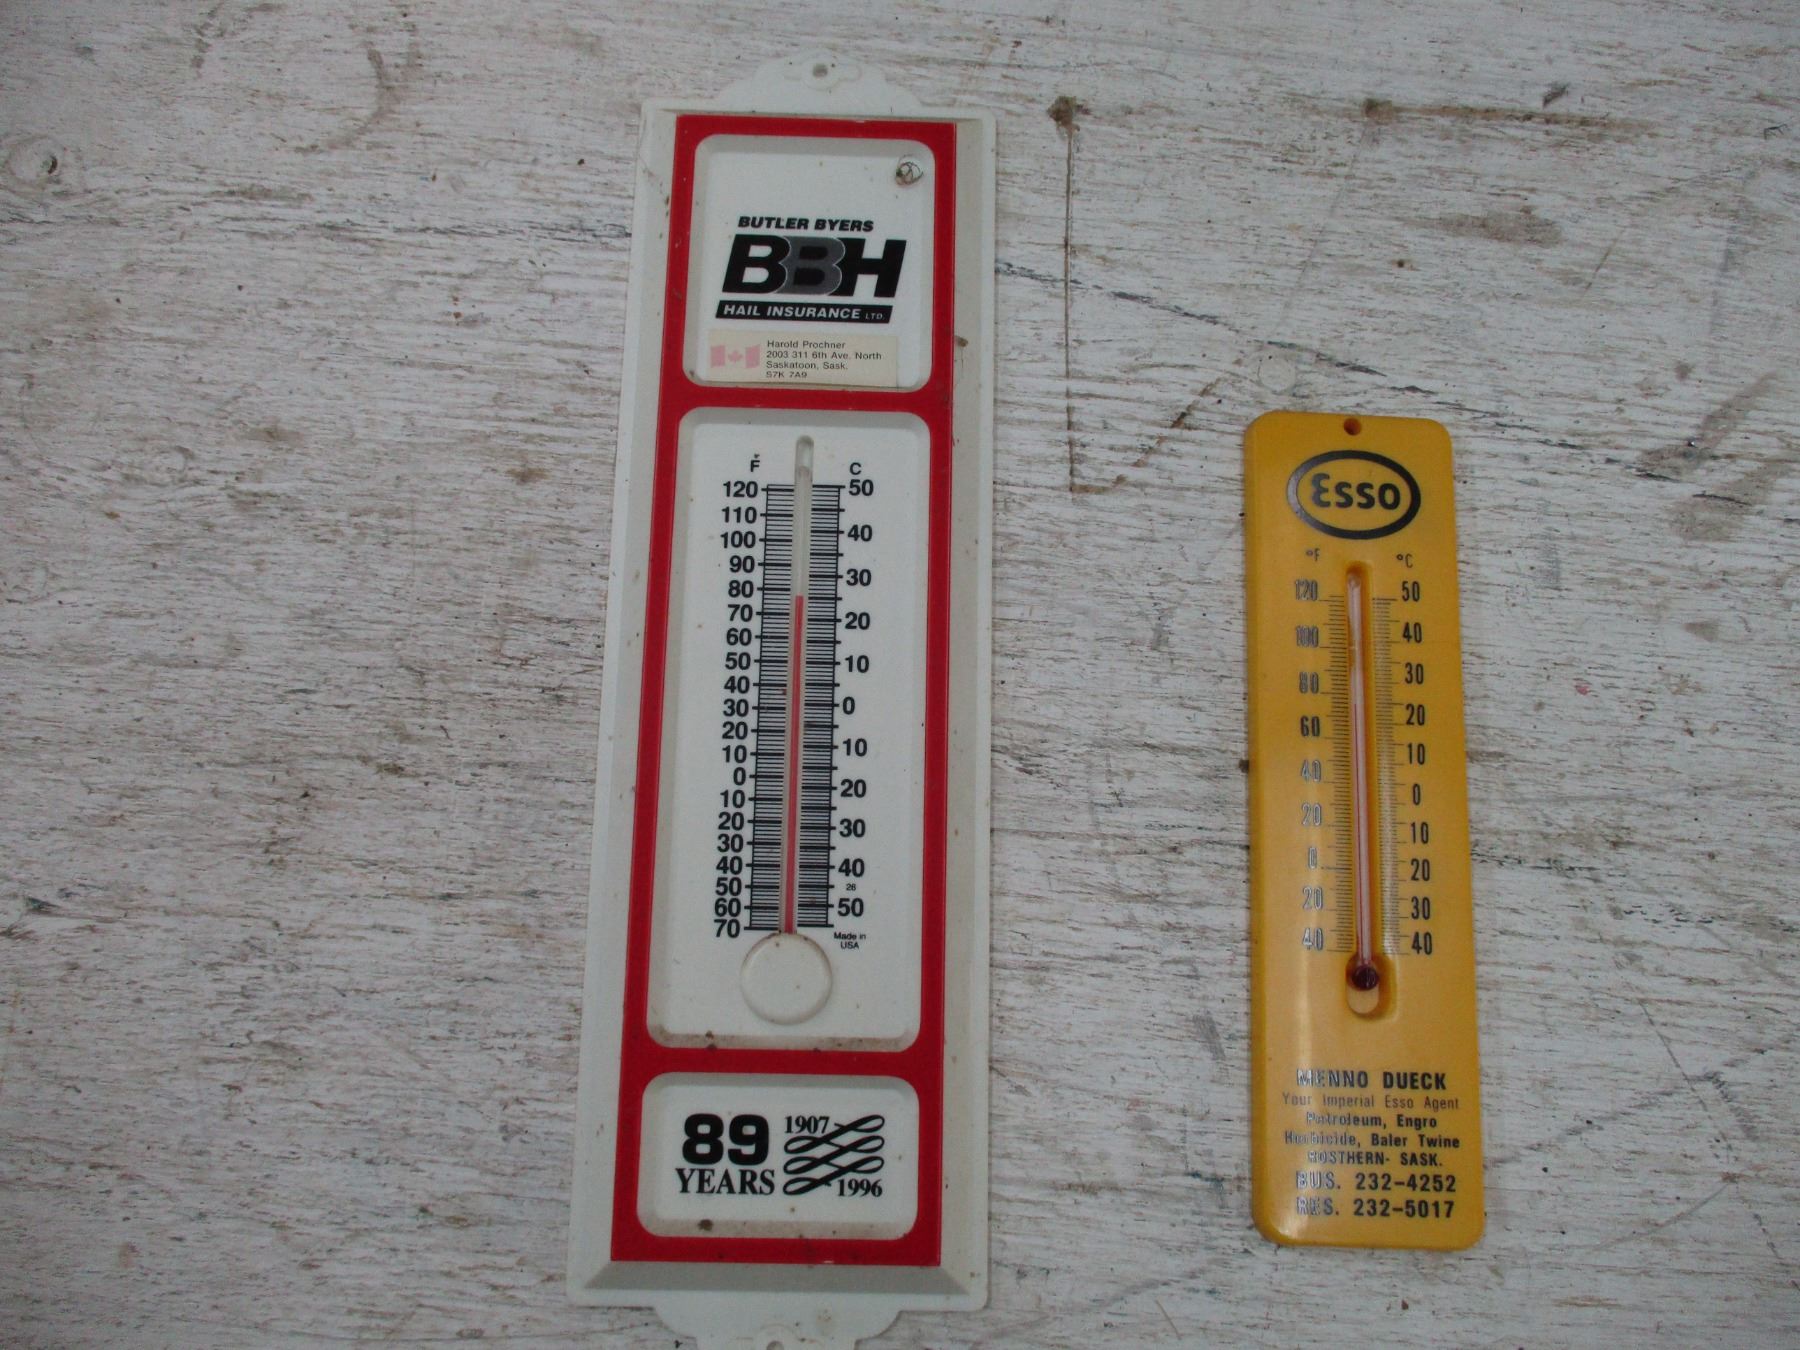 BUTLER BYERS
BBH
HAIL INSURANCE LTD.
Harold Prochner
2003 311 6th Ave. North
Saskatoon, Sask.
S7K 7A9
F C
120 50
110
100 40
90
80 30
70
60 20
50
40 10
30 0
20
10 10
0
10 20
20
30 30
40 40
50 26
60 50
70
Made in
USA
89
YEARS
1907
1996
Esso
°F °C
120 50
100 40
80 30
60 20
10
40 0
20 10
0 20
20 30
40 40
MENNO DUECK
Your Imperial Esso Agent
Petroleum, Engro
Herbicide, Baler Twine
ROSTHERN- SASK.
BUS. 232-4252
RES. 232-5017